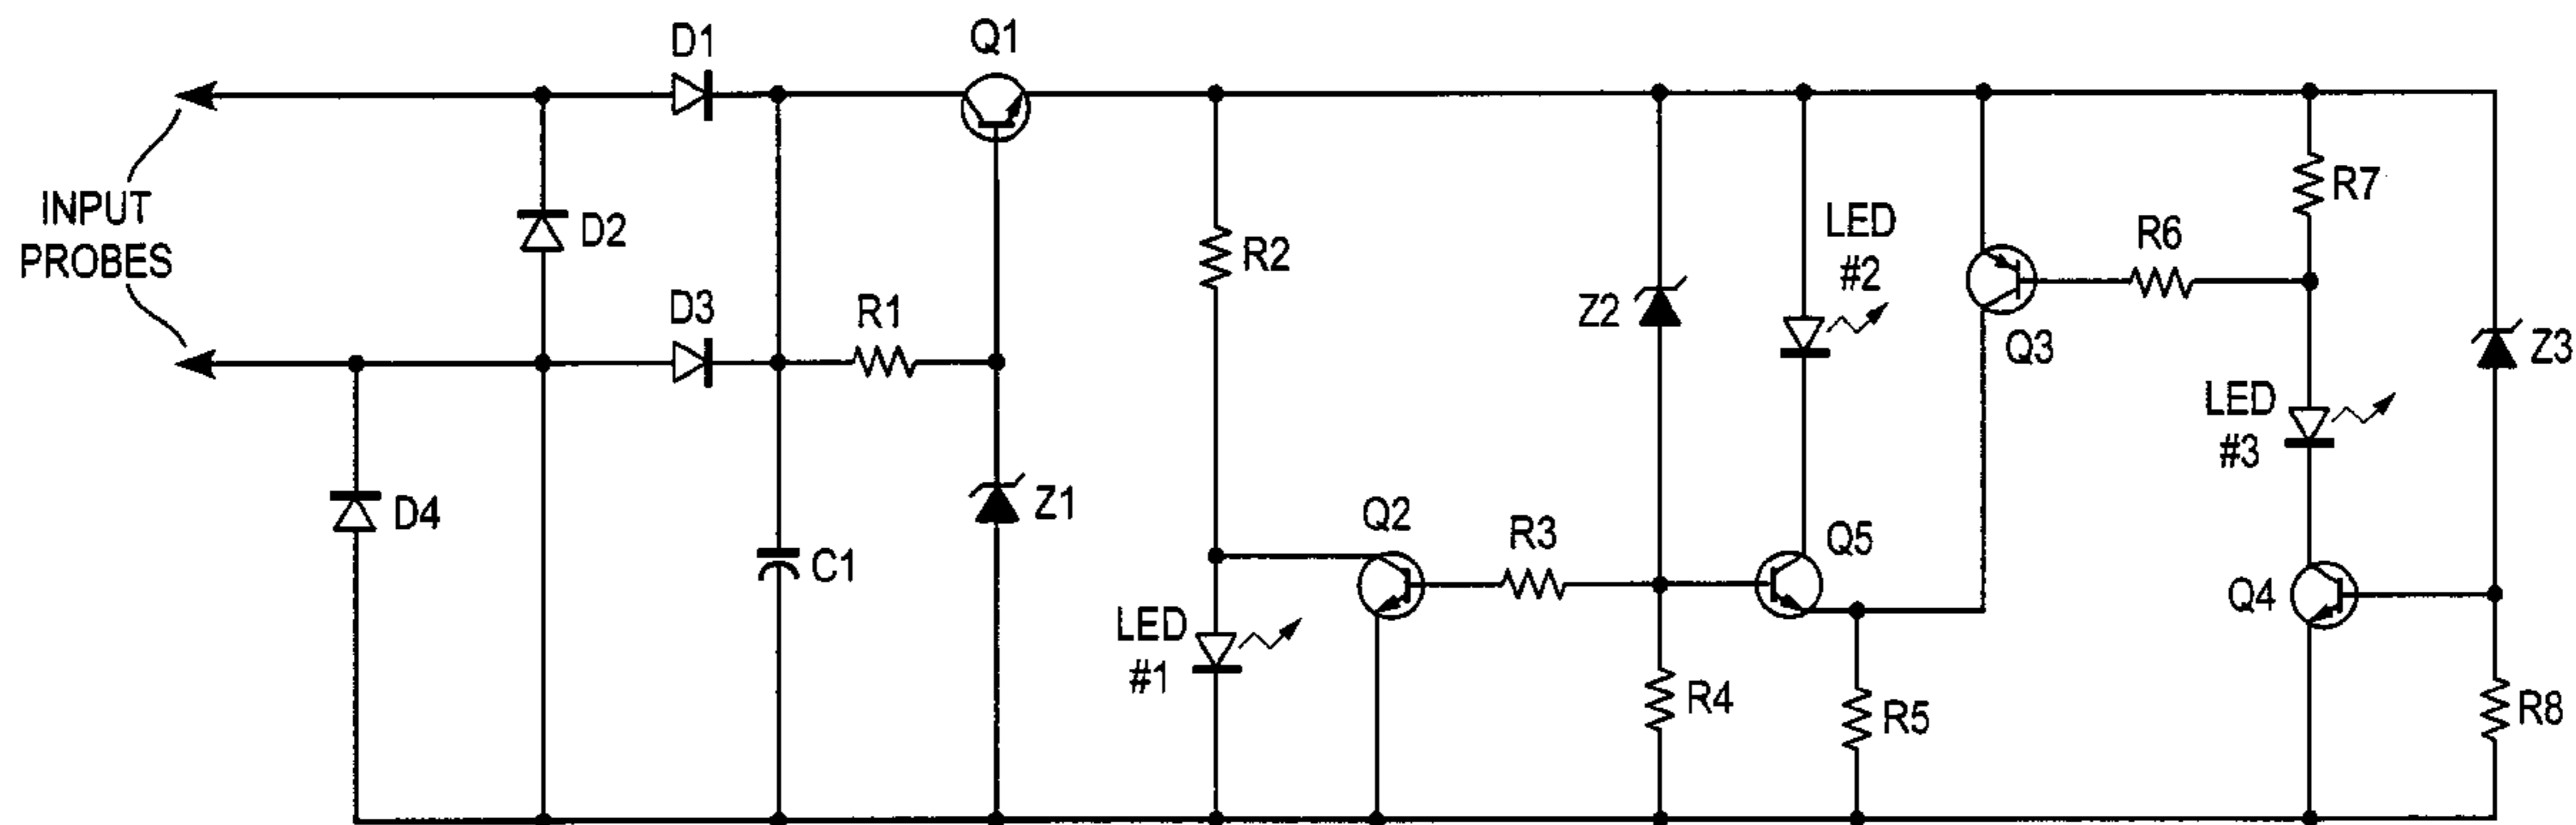 D1
Q1
INPUT
PROBES
D2
D3
R1
D4
C1
Z1
R2
LED
#1
Q2
R3
Z2
LED
#2
Q5
R4
R5
Q3
R6
R7
LED
#3
Q4
Z3
R8